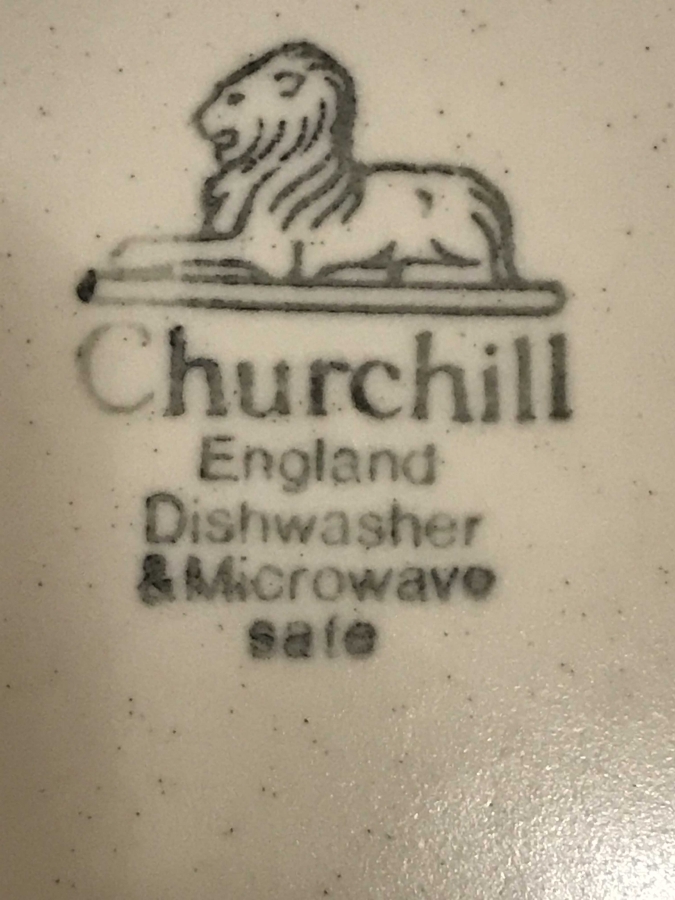 Churchill
England
Dishwasher
&Microwave
safe